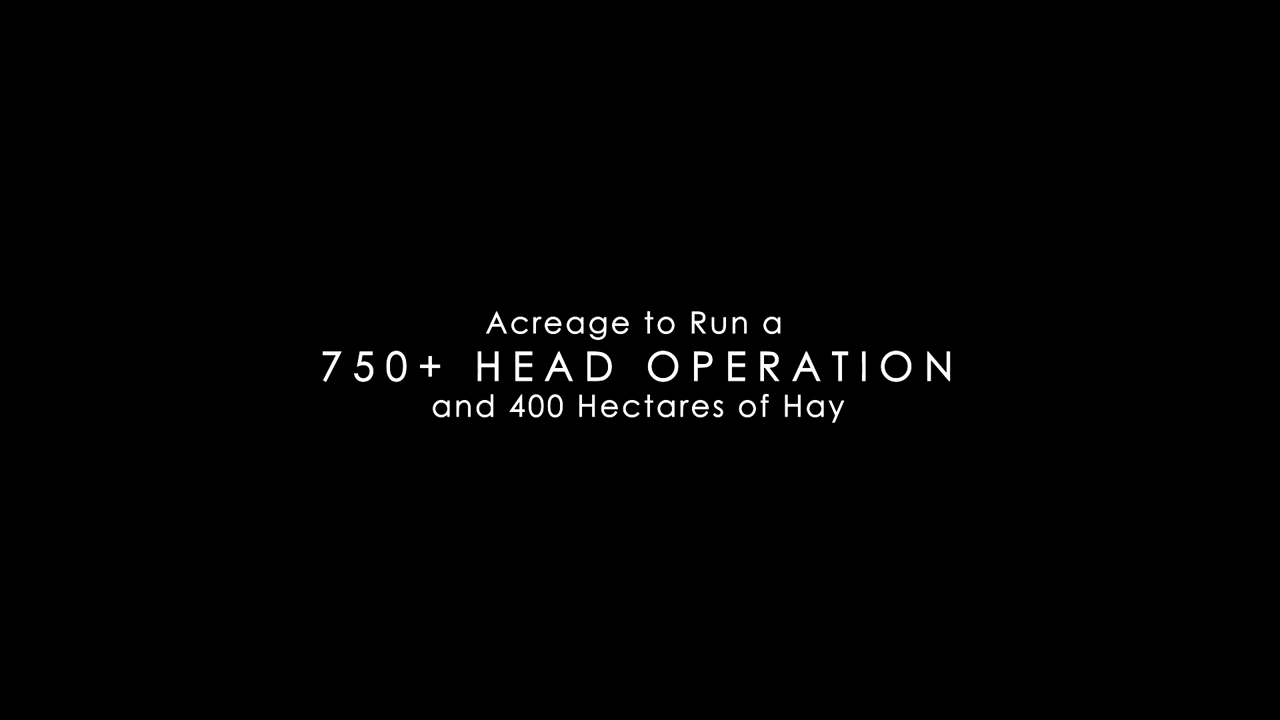 Acreage to Run a
750+ HEAD OPERATION
and 400 Hectares of Hay